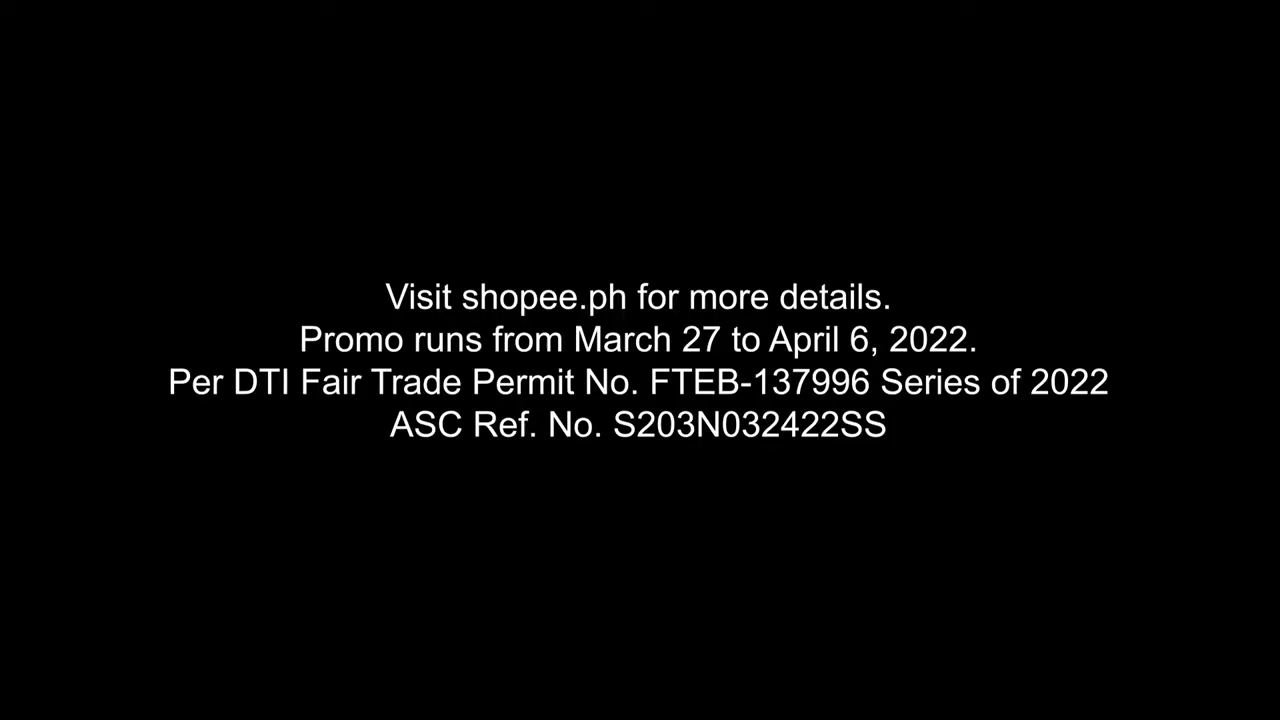 Visit shopee.ph for more details.
Promo runs from March 27 to April 6, 2022.
Per DTI Fair Trade Permit No. FTEB-137996 Series of 2022
ASC Ref. No. S203N032422SS